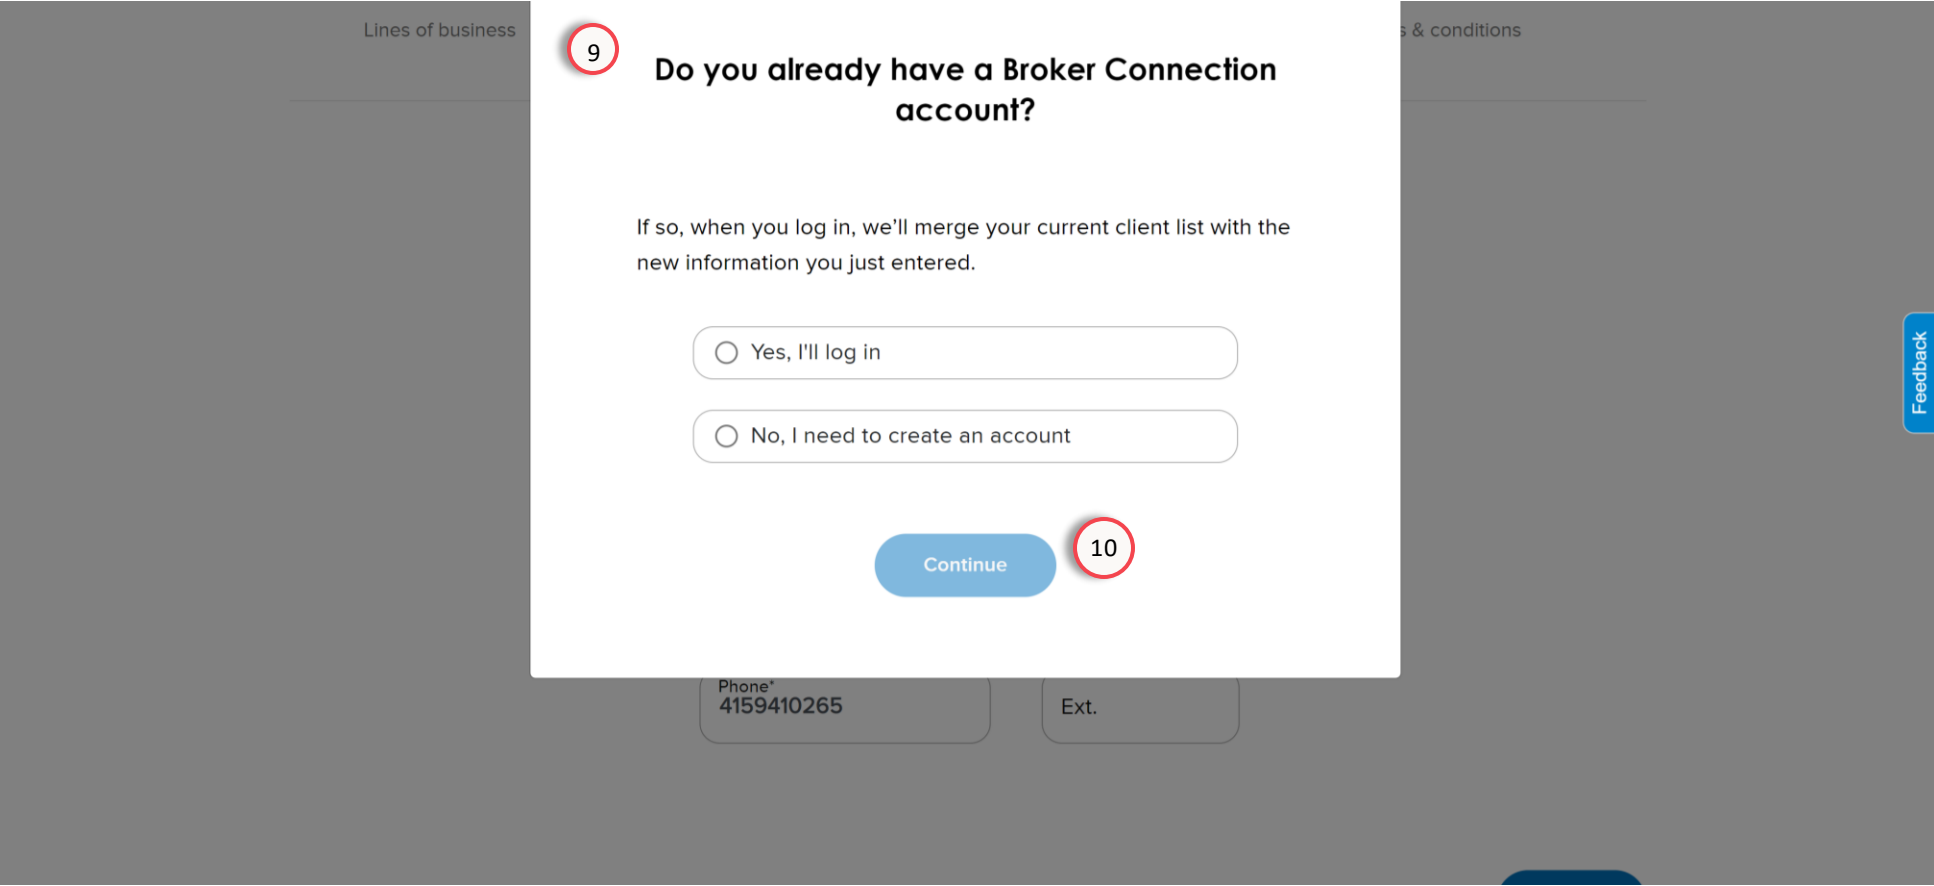 Lines of business
& conditions
9
Do you already have a Broker Connection
account?
If so, when you log in, we’ll merge your current client list with the
new information you just entered.
Yes, I'll log in
No, I need to create an account
Continue
10
Feedback
Phone*
4159410265
Ext.